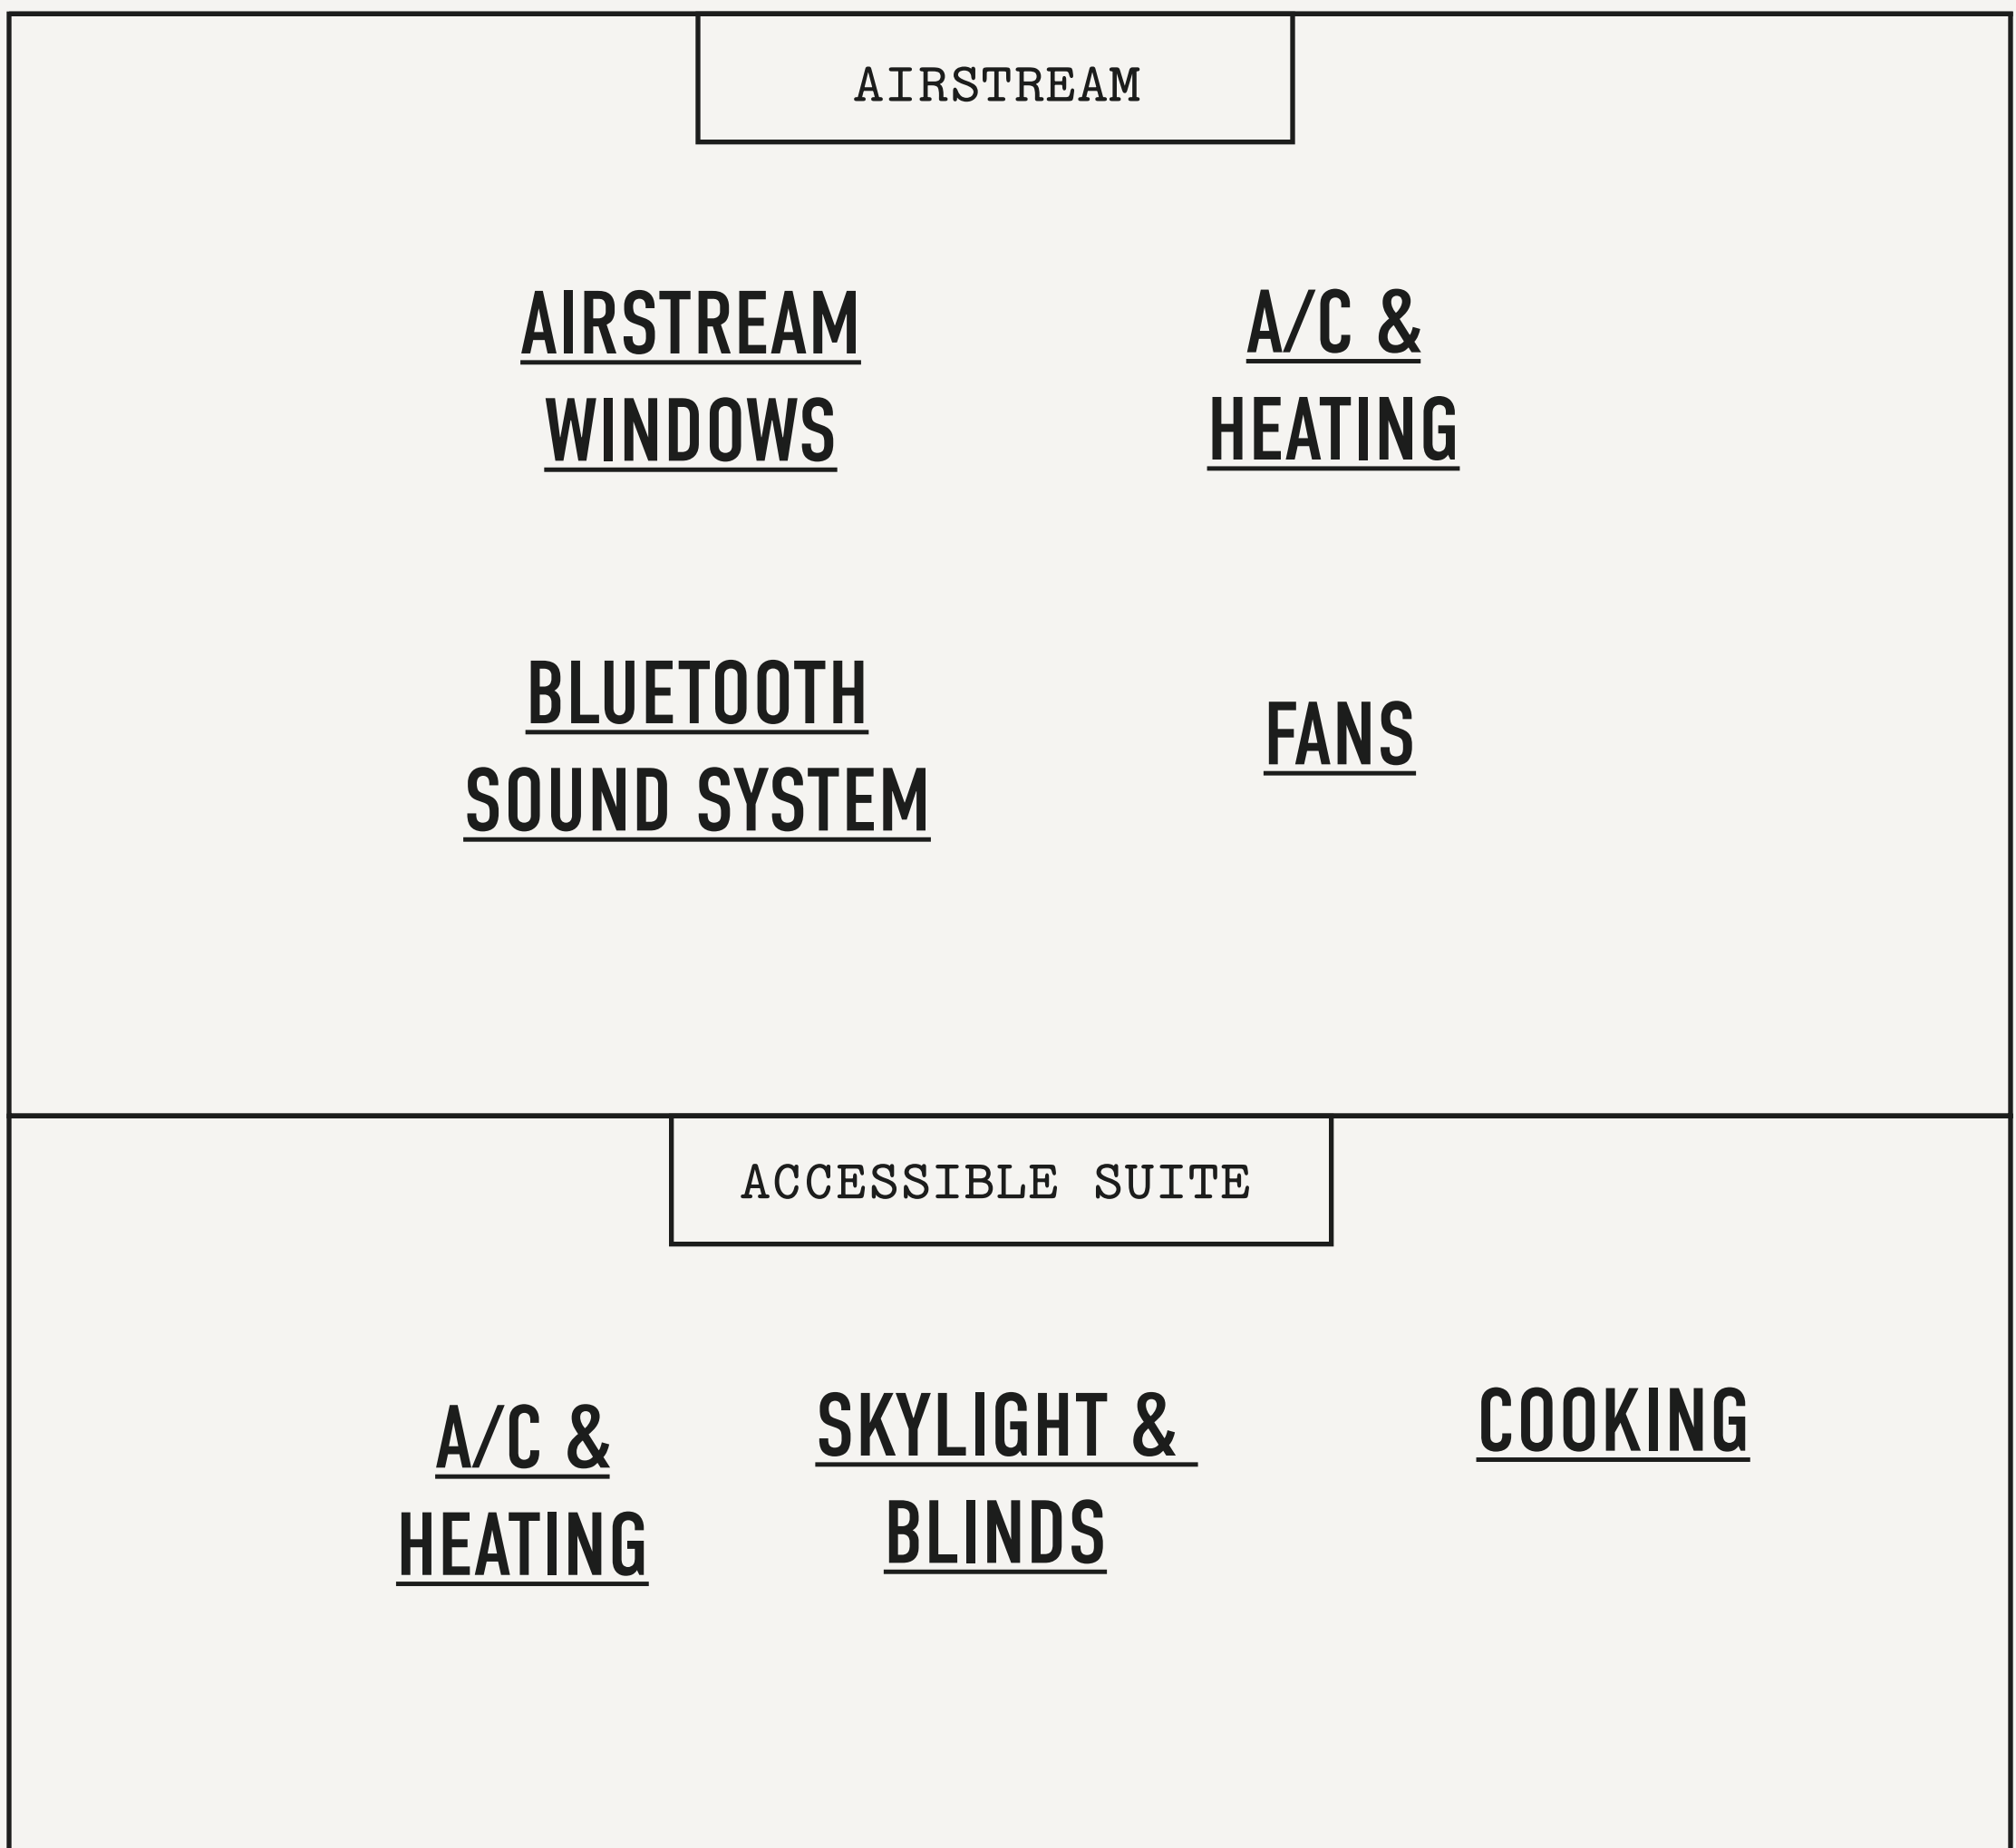 AIRSTREAM
AIRSTREAM
WINDOWS
A/C &
HEATING
BLUETOOTH
SOUND SYSTEM
FANS
ACCESSIBLE SUITE
A/C &
HEATING
SKYLIGHT &
BLINDS
COOKING